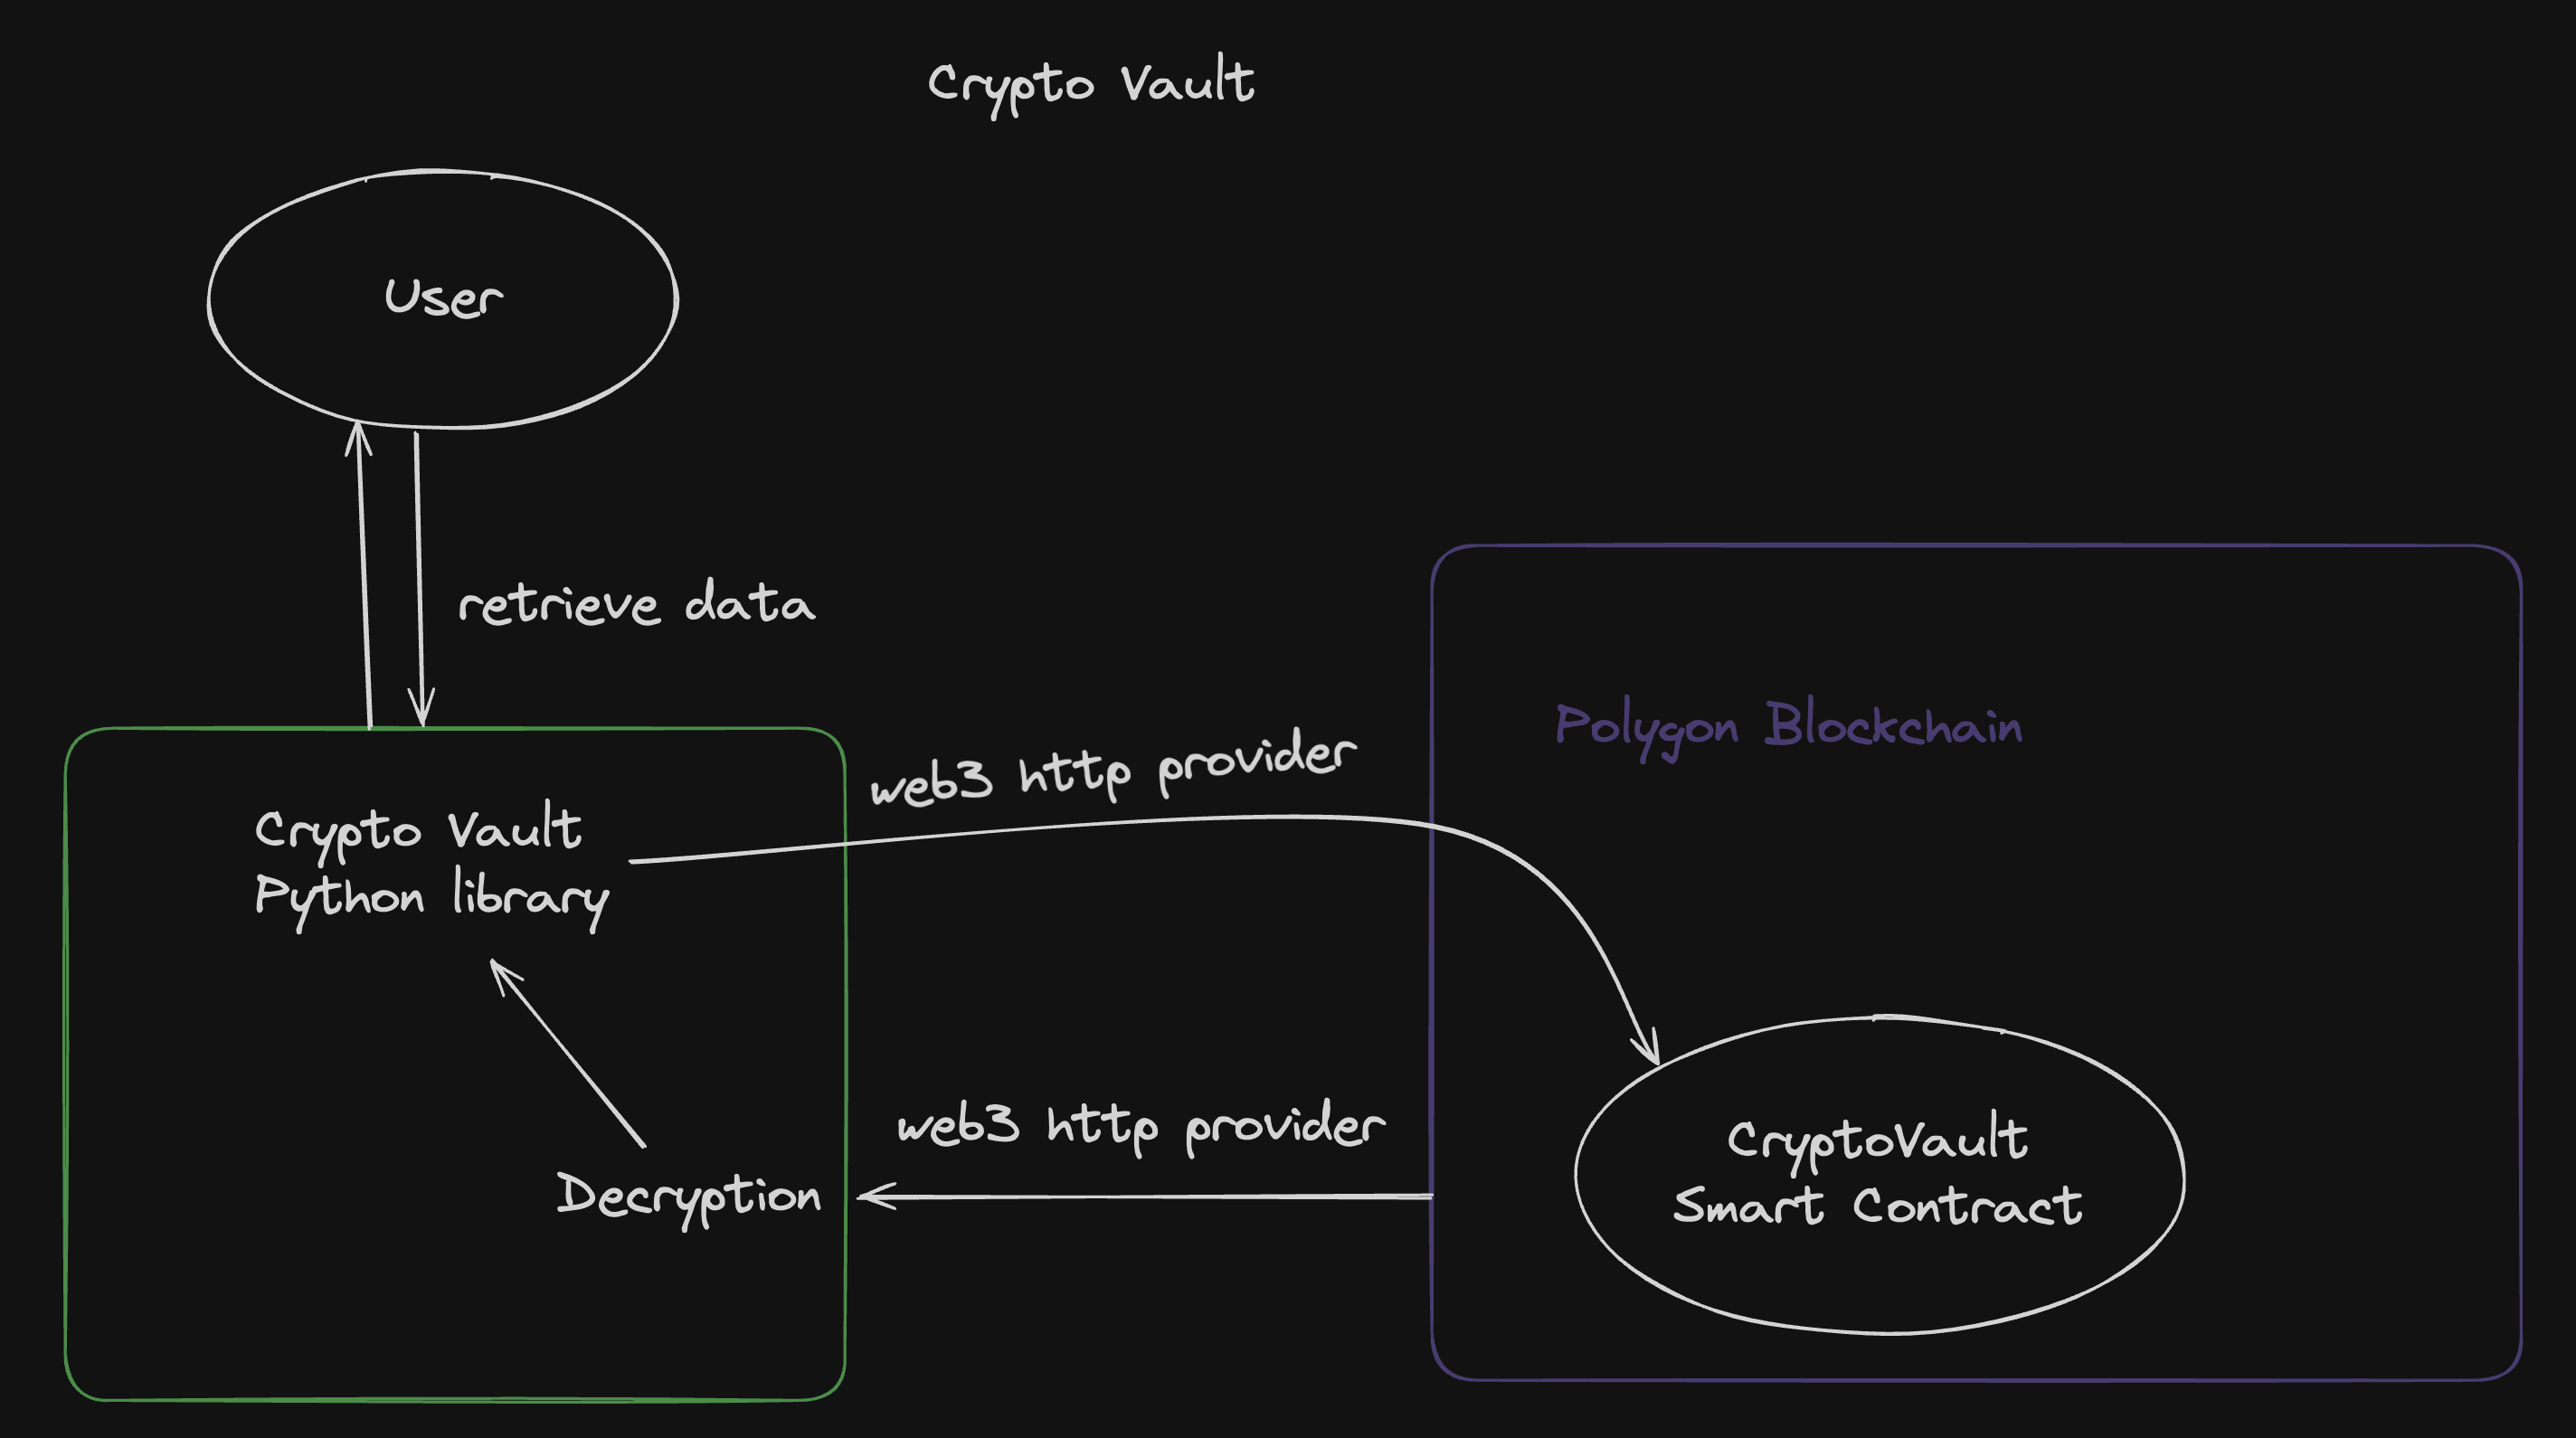 Crypto Vault
User
retrieve data
web3 http provider
Polygon Blockchain
Crypto Vault
Python library
web3 http provider
Decryption
CryptoVault
Smart Contract